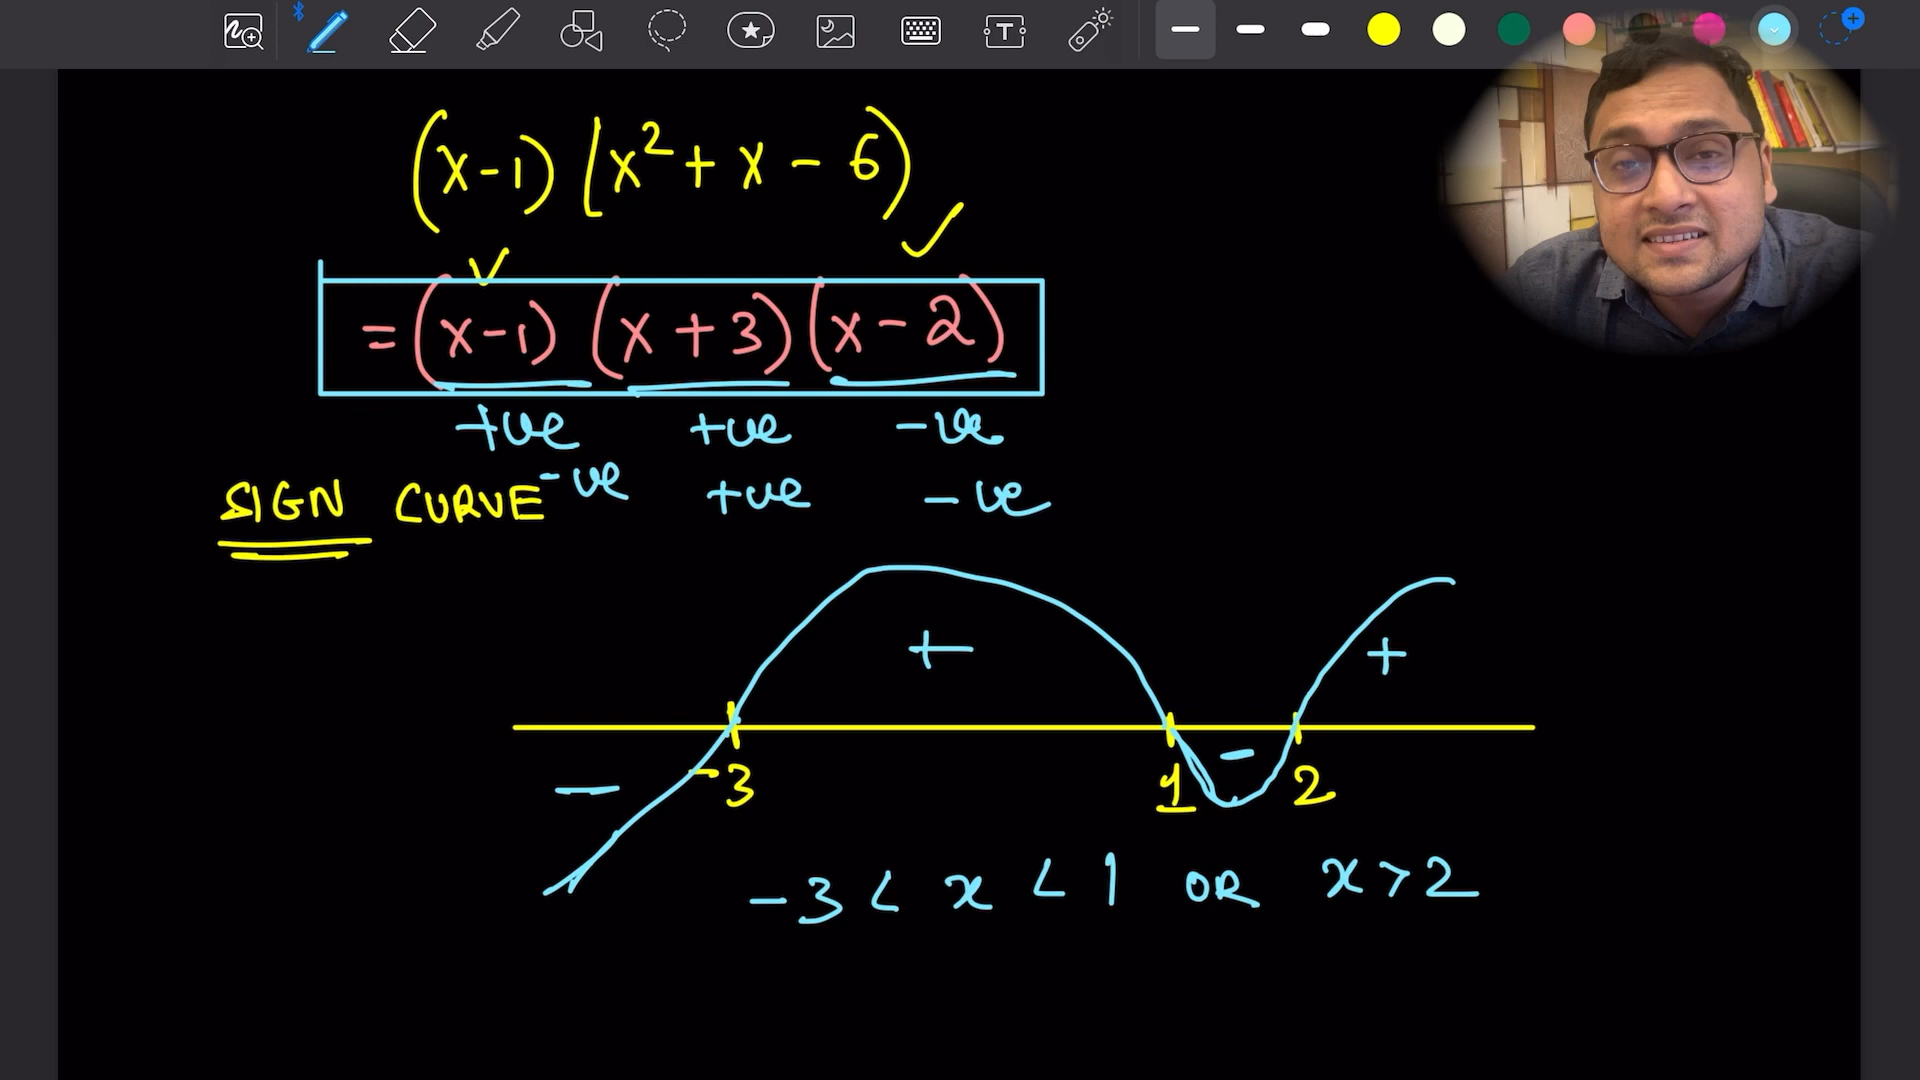 (x-1) (x² + x - 6)
= (x-1) (x+3) (x-2)
+ve +ve -ve
-ve +ve -ve
SIGN CURVE
+ +
- -
-3 1 2
-3 < x < 1 OR x > 2